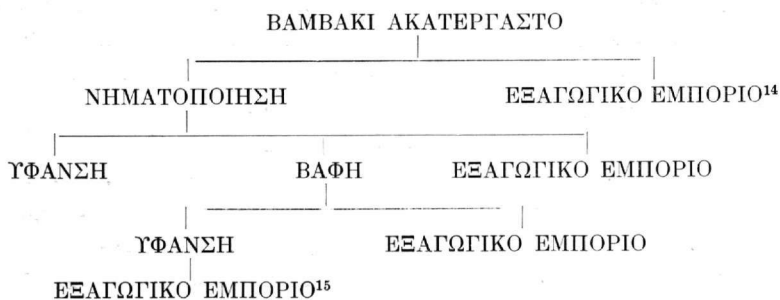 ΒΑΜΒΑΚΙ ΑΚΑΤΕΡΓΑΣΤΟ
ΝΗΜΑΤΟΠΟΙΗΣΗ ΕΞΑΓΩΓΙΚΟ ΕΜΠΟΡΙΟ¹⁴
ΥΦΑΝΣΗ ΒΑΦΗ ΕΞΑΓΩΓΙΚΟ ΕΜΠΟΡΙΟ
ΥΦΑΝΣΗ ΕΞΑΓΩΓΙΚΟ ΕΜΠΟΡΙΟ
ΕΞΑΓΩΓΙΚΟ ΕΜΠΟΡΙΟ¹⁵